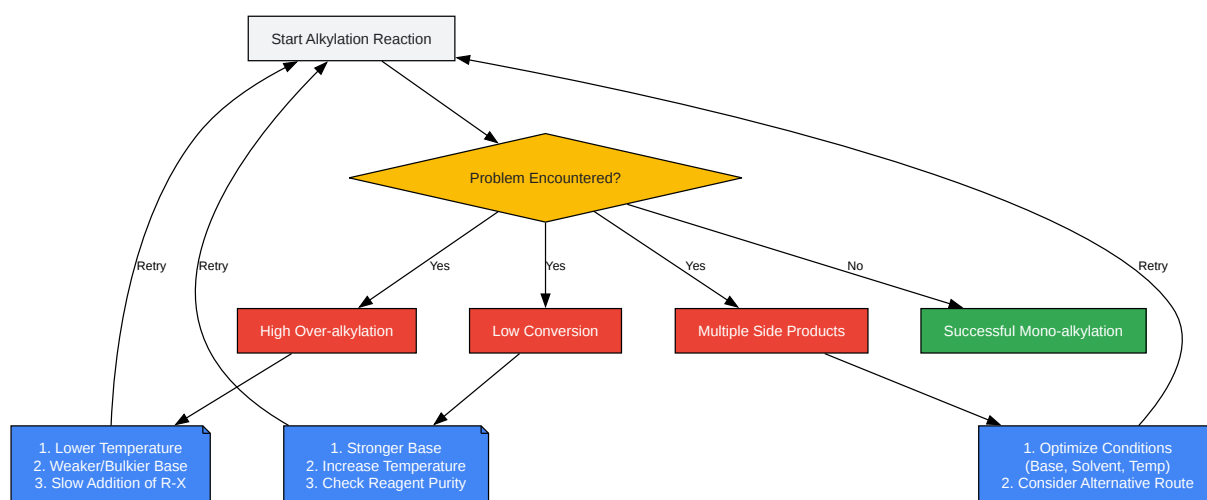 Start Alkylation Reaction
Problem Encountered?
Retry
Retry
Yes
Yes
Yes
No
Retry
High Over-alkylation
Low Conversion
Multiple Side Products
Successful Mono-alkylation
1. Lower Temperature
2. Weaker/Bulkier Base
3. Slow Addition of R-X
1. Stronger Base
2. Increase Temperature
3. Check Reagent Purity
1. Optimize Conditions
(Base, Solvent, Temp)
2. Consider Alternative Route